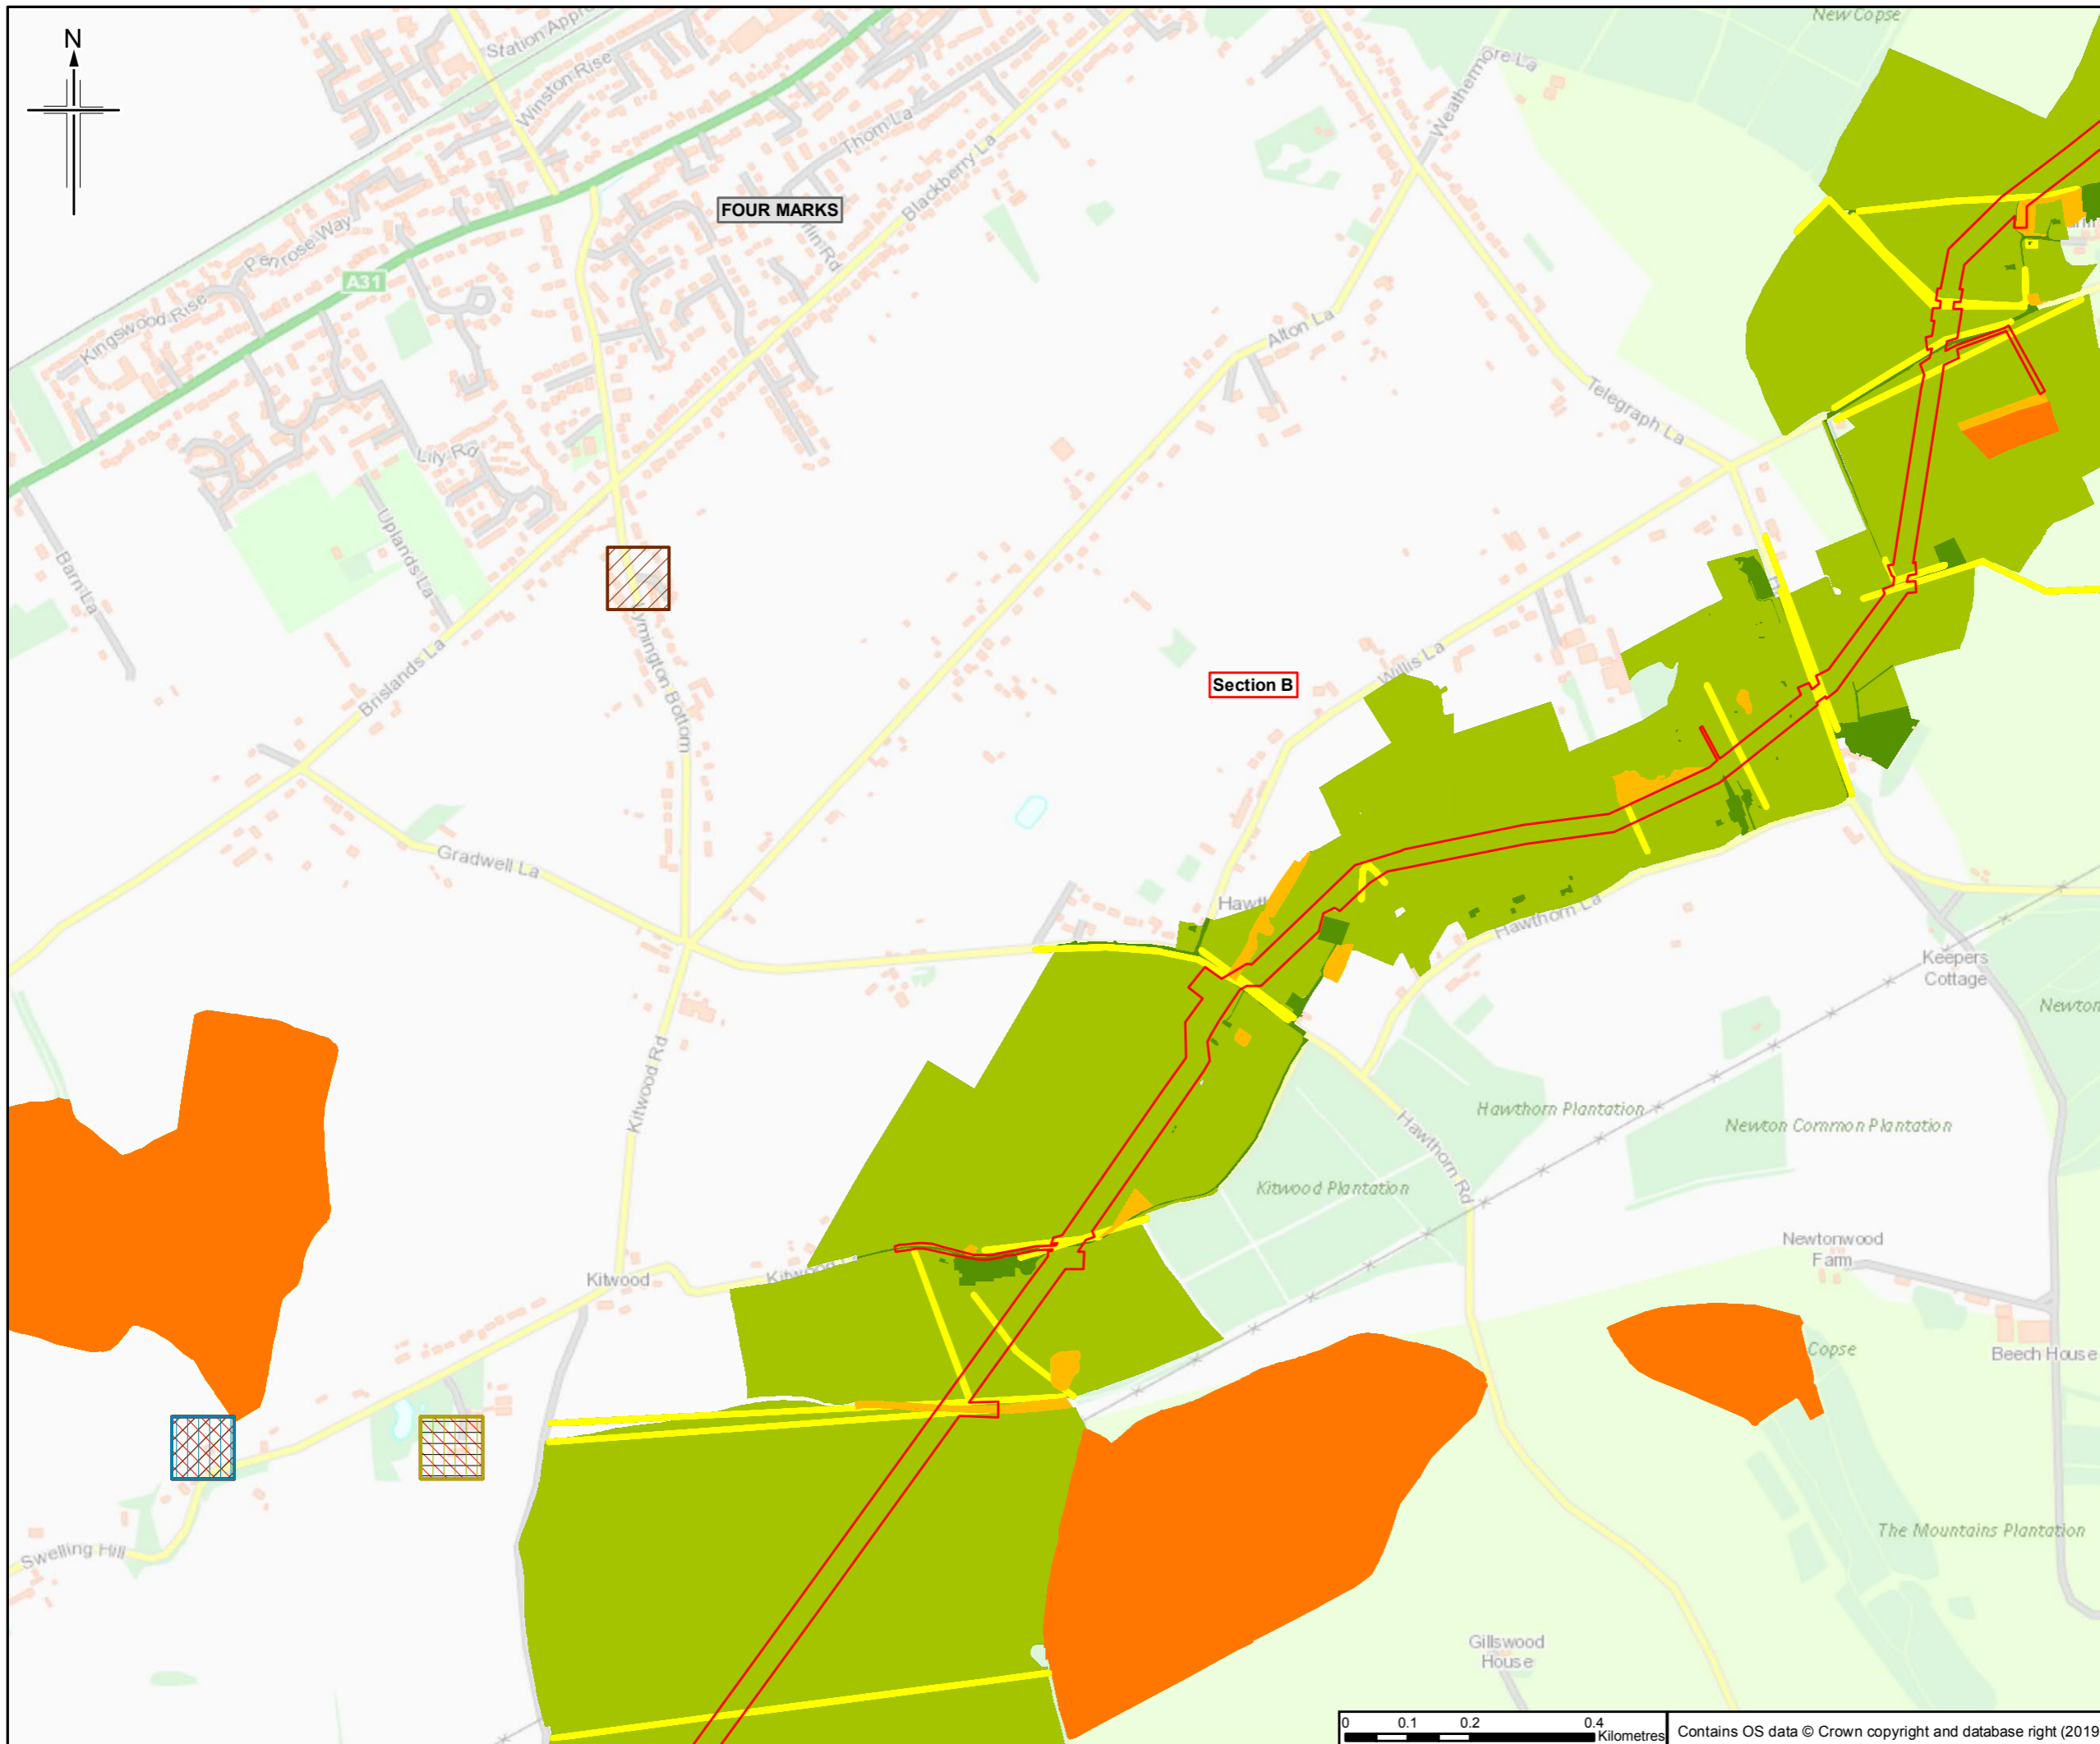 New Copse
N
Station Appro
Winston Rise
Weathermore La
Thorn La
Blackberry La
FOUR MARKS
Penrose Way
A31
Kingswood Rise
Alton La
Telegraph La
Lily Rd
Uplands La
Barn La
Lymington Bottom
Brislands La
Willis La
Section B
Gradwell La
Hawthorn La
Keepers
Cottage
Newton
Kitwood Rd
Hawthorn Plantation
Newton Common Plantation
Hawthorn Rd
Kitwood Plantation
Newtonwood
Farm
Kitwood
Copse
Beech House
The Mountains Plantation
Swelling Hill
Gillswood
House
0 0.1 0.2 0.4
Kilometres
Contains OS data © Crown copyright and database right (2019